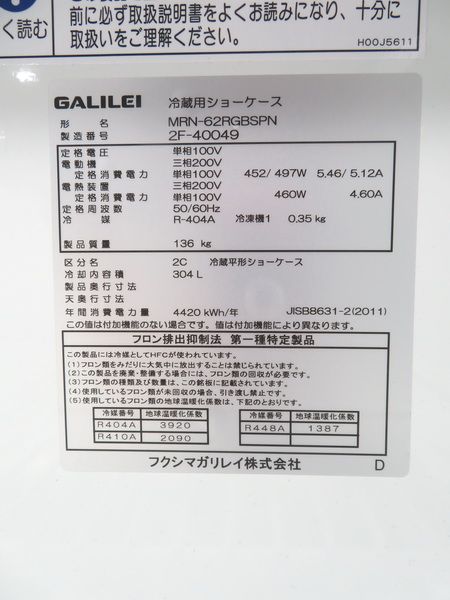 く読む
前に必ず取扱説明書をよくお読みになり、十分に
取扱いをご理解ください。
H00J5611
GALILEI 冷蔵用ショーケース
形名 MRN-62RGBSPN
製造番号 2F-40049
定格電圧 単相100V
電動機 三相200V
定格消費電力 単相100V 452/497W 5.46/5.12A
電熱装置 三相200V
定格消費電力 単相100V 460W 4.60A
定格周波数 50/60Hz
冷媒 R-404A 冷凍機1 0.35 kg
製品質量 136 kg
区分名 2C 冷蔵平形ショーケース
冷却内容積 304 L
製品奥行寸法
天奥行寸法
年間消費電力 4420 kWh/年 JISB8631-2(2011)
この値は付加機能のない場合です。付加機能により異なります。
フロン排出抑制法 第一種特定製品
この製品には冷媒としてHFCが使われています。
(1)フロン類をみだりに大気中に放出することは禁じられています。
(2)この製品を廃棄・整備する場合には、フロン類の回収が必要です。
(3)フロン類の種類及び数量は、この銘板に記載されています。
(4)使用しているフロン類が未回収の場合、引き渡し禁止です。
(5)使用しているフロン類の地球温暖化係数は、下記のとおりです。
冷媒番号 地球温暖化係数 冷媒番号 地球温暖化係数
R404A 3920 R448A 1387
R410A 2090
フクシマガリレイ株式会社 D